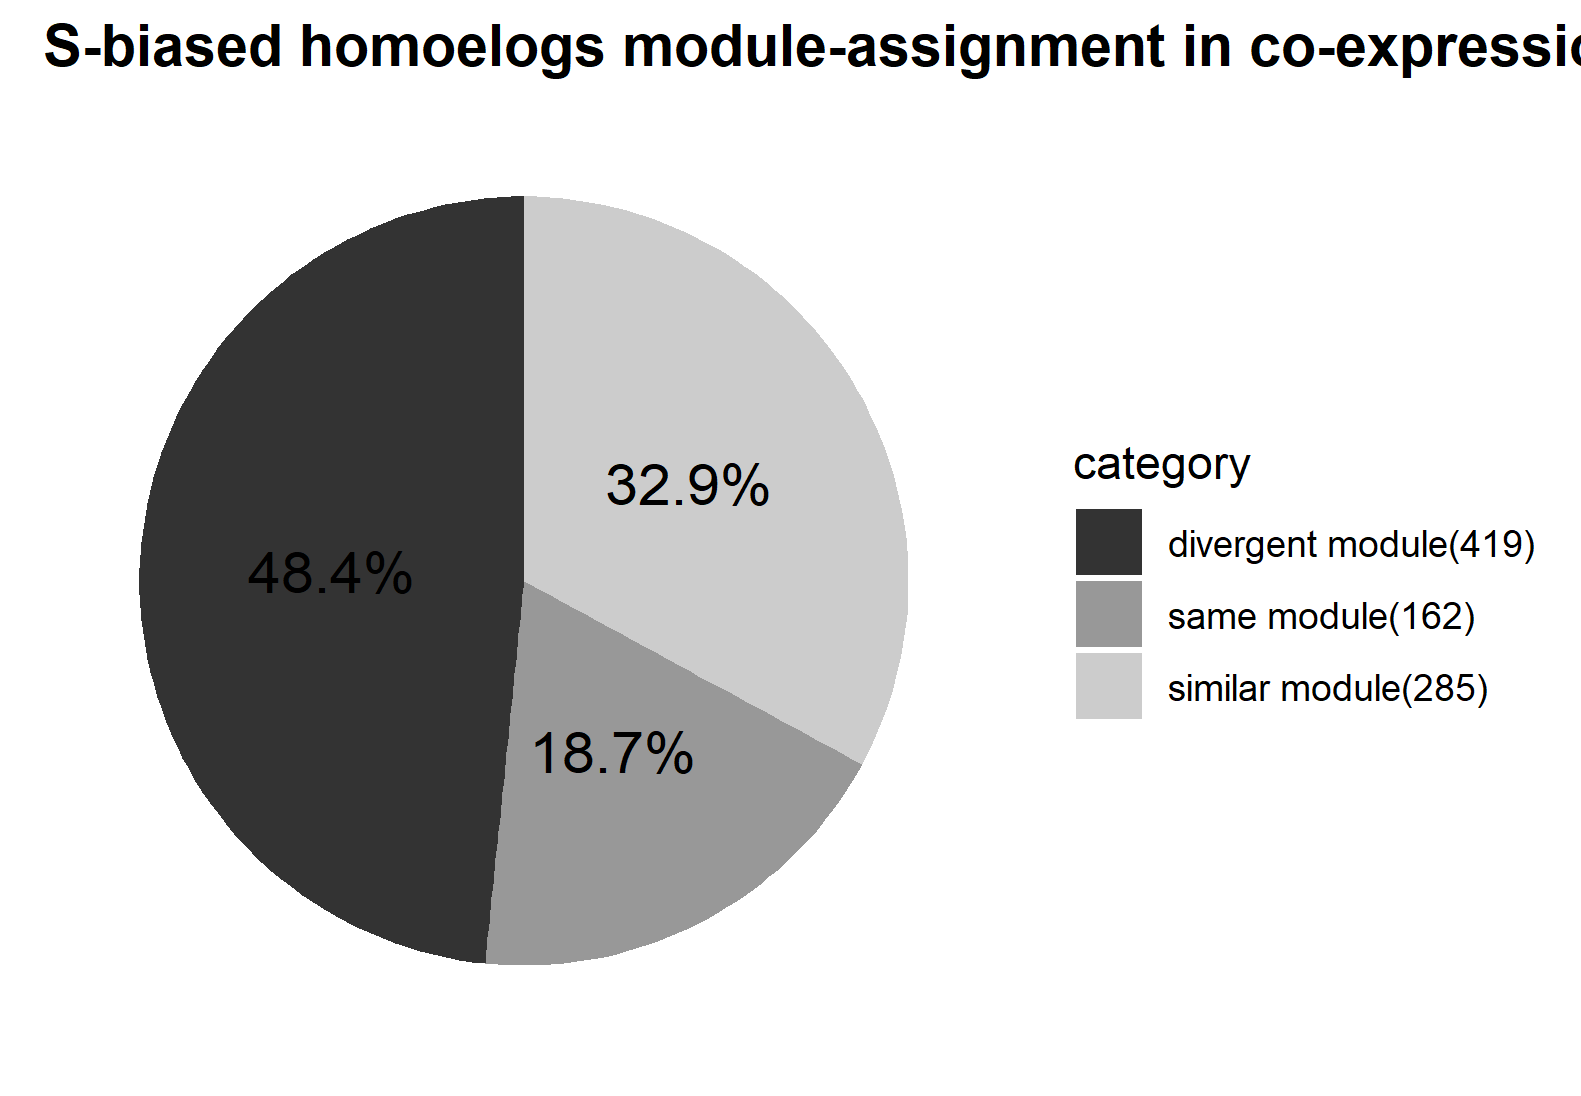 S-biased homoelogs module-assignment in co-expressio
32.9%
48.4%
18.7%
category
divergent module(419)
same module(162)
similar module(285)